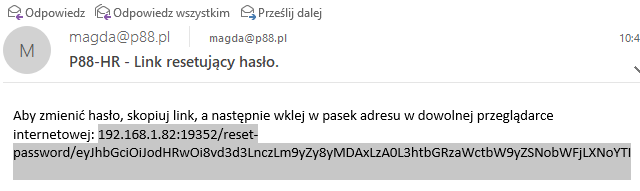 Odpowiedz Odpowiedz wszystkim Prześlij dalej
magda@p88.pl magda@p88.pl 10:4
M
P88-HR - Link resetujący hasło.
Aby zmienić hasło, skopiuj link, a następnie wklej w pasek adresu w dowolnej przeglądarce
internetowej: 192.168.1.82:19352/reset-
password/eyJhbGciOiJodHRwOi8vd3d3LnczLm9yZy8yMDAxLzA0L3htbGRzaWctbW9yZSNobWFjLXNoYTI